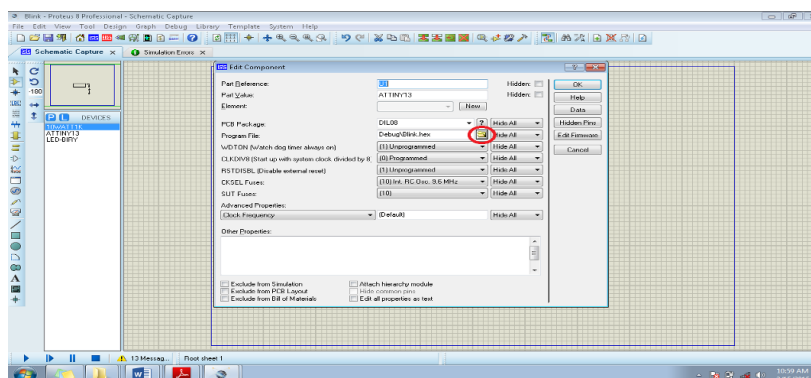 Blink - Proteus 8 Professional - Schematic Capture
File Edit View Tool Design Graph Debug Library Template System Help
Schematic Capture × Simulation Errors ×
-180
P L DEVICES
ATTINY13
LED-BIRY
Edit Component
Part Reference: U1 Hidden:
Part Value: ATTINY13 Hidden:
Element: New
PCB Package: DIL08 ? Hide All
Program File: Debug\Blink.hex Hide All
WDTON (Watch dog timer always on) (1) Unprogrammed Hide All
CLKDIV8 (Start up with system clock divided by 8) (0) Programmed Hide All
RSTDISBL (Disable external reset) (1) Unprogrammed Hide All
CKSEL Fuses: (10) Int. RC Osc. 9.6 MHz Hide All
SUT Fuses: (10) Hide All
Advanced Properties:
Clock Frequency (Default) Hide All
Other Properties:
Exclude from Simulation Attach hierarchy module
Exclude from PCB Layout Hide common pins
Exclude from Bill of Materials Edit all properties as text
OK
Help
Data
Hidden Pins
Edit Firmware
Cancel
13 Messag... Root sheet 1
10:59 AM